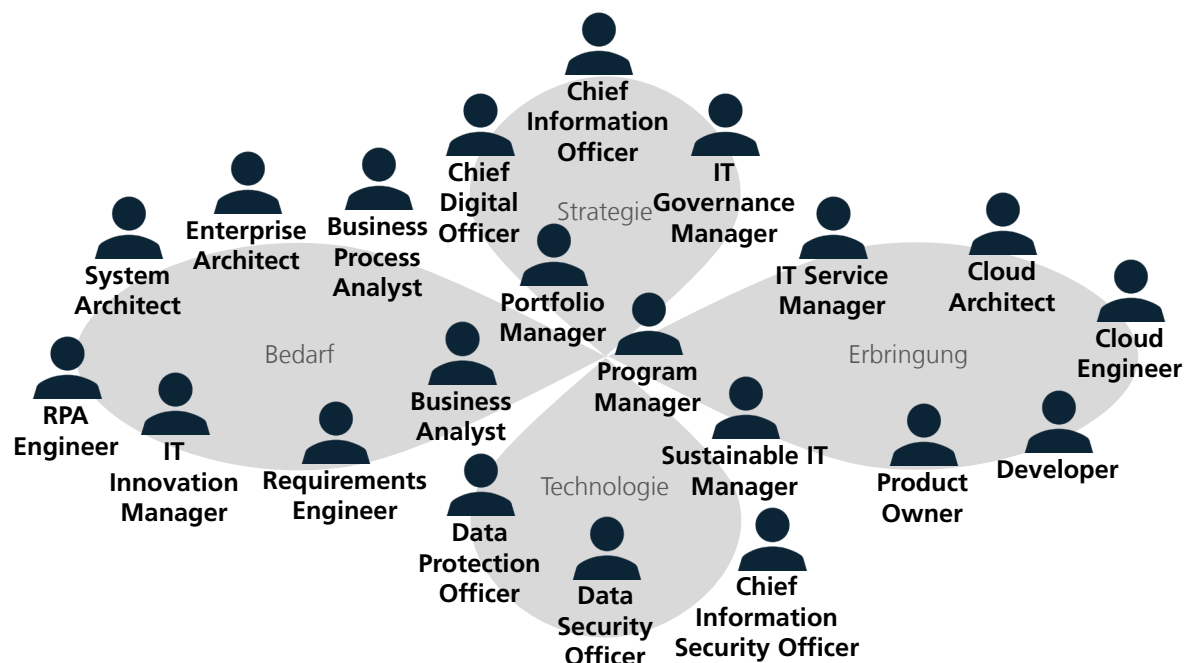 Chief
Information
Officer
Chief
Digital
Officer
IT
Governance
Manager
Strategie
Portfolio
Manager
Program
Manager
System
Architect
Enterprise
Architect
Business
Process
Analyst
Bedarf
Business
Analyst
RPA
Engineer
IT
Innovation
Manager
Requirements
Engineer
IT Service
Manager
Cloud
Architect
Cloud
Engineer
Erbringung
Developer
Product
Owner
Sustainable IT
Manager
Technologie
Data
Protection
Officer
Data
Security
Officer
Chief
Information
Security Officer